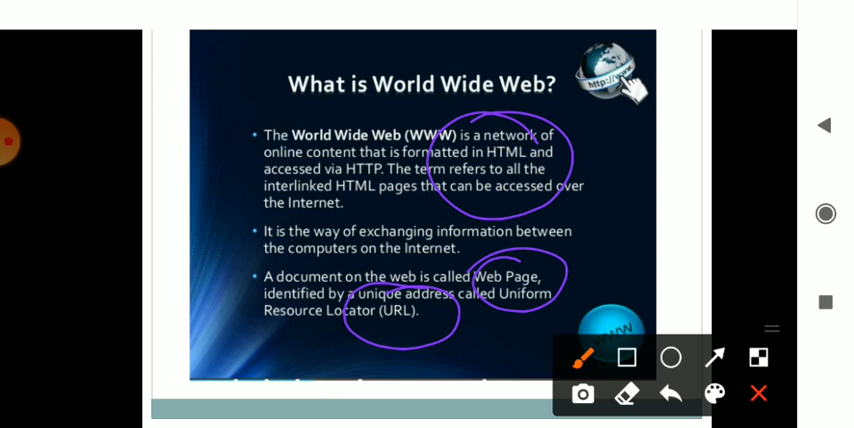 http://www
What is World Wide Web?
• The World Wide Web (WWW) is a network of
online content that is formatted in HTML and
accessed via HTTP. The term refers to all the
interlinked HTML pages that can be accessed over
the Internet.
• It is the way of exchanging information between
the computers on the Internet.
• A document on the web is called Web Page,
identified by a unique address called Uniform
Resource Locator (URL).
WWW